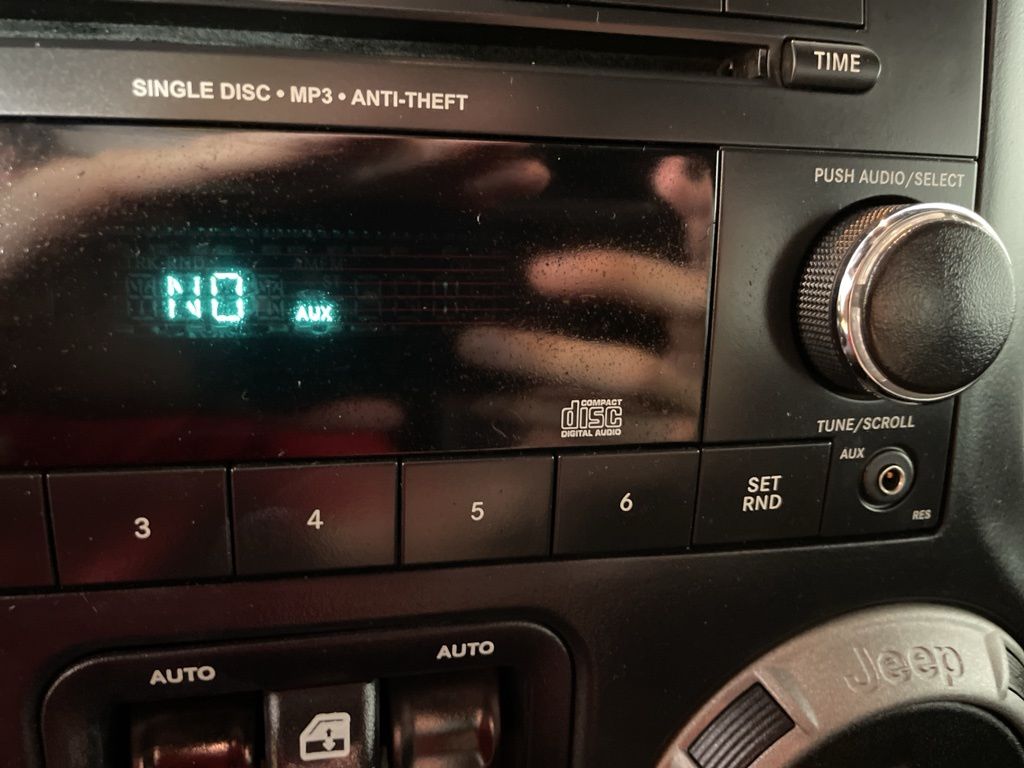 TIME
SINGLE DISC • MP3 • ANTI-THEFT
PUSH AUDIO/SELECT
NO AUX
COMPACT
disc
DIGITAL AUDIO
TUNE/SCROLL
AUX
RES
3
4
5
6
SET
RND
AUTO
AUTO
Jeep